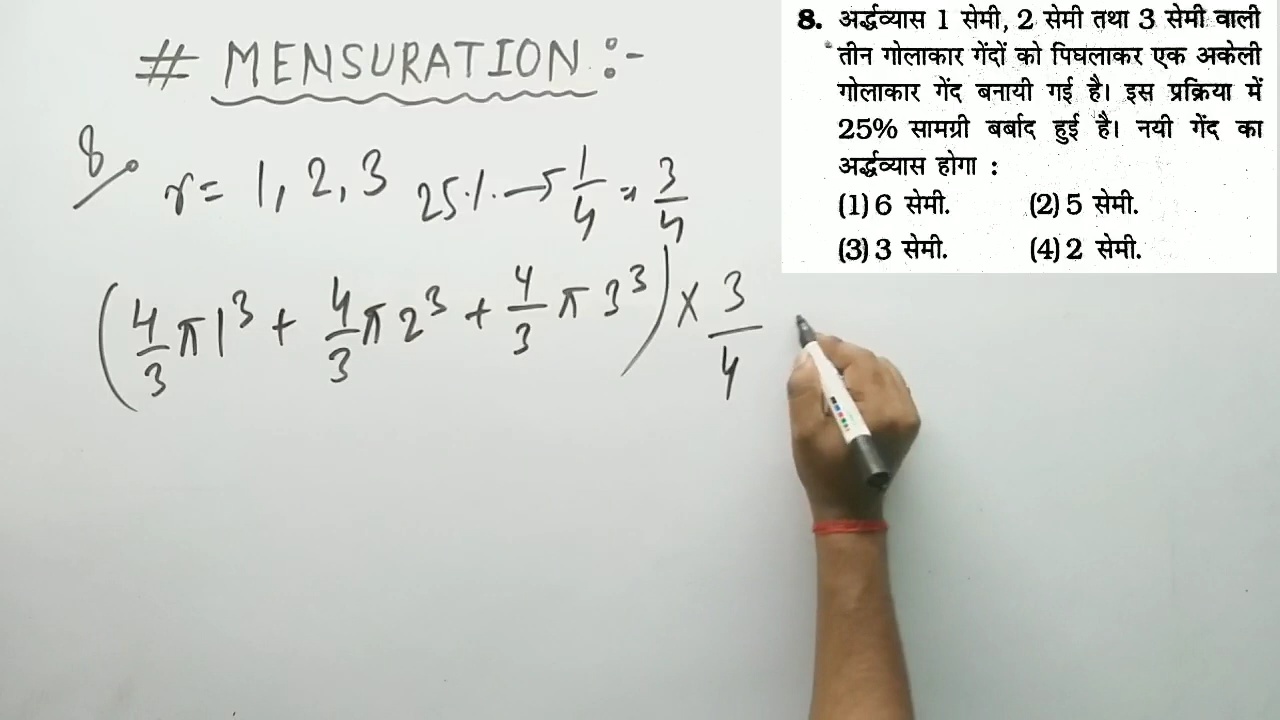 # MENSURATION :-
8. r = 1, 2, 3 25% → 1/4 → 3/4
(4/3 π 1³ + 4/3 π 2³ + 4/3 π 3³) × 3/4
8. अर्द्धव्यास 1 सेमी, 2 सेमी तथा 3 सेमी वाली
तीन गोलाकार गेंदों को पिघलाकर एक अकेली
गोलाकार गेंद बनायी गई है। इस प्रक्रिया में
25% सामग्री बर्बाद हुई है। नयी गेंद का
अर्द्धव्यास होगा :
(1) 6 सेमी. (2) 5 सेमी.
(3) 3 सेमी. (4) 2 सेमी.